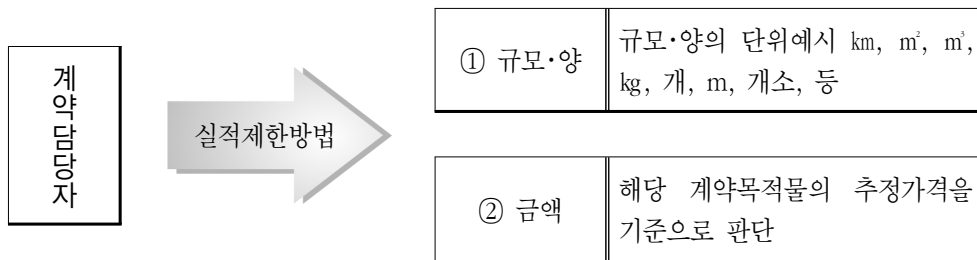 계약담당자
실적제한방법
① 규모·양
규모·양의 단위예시 ㎞, ㎡, ㎥,
㎏, 개, m, 개소, 등
② 금액
해당 계약목적물의 추정가격을
기준으로 판단